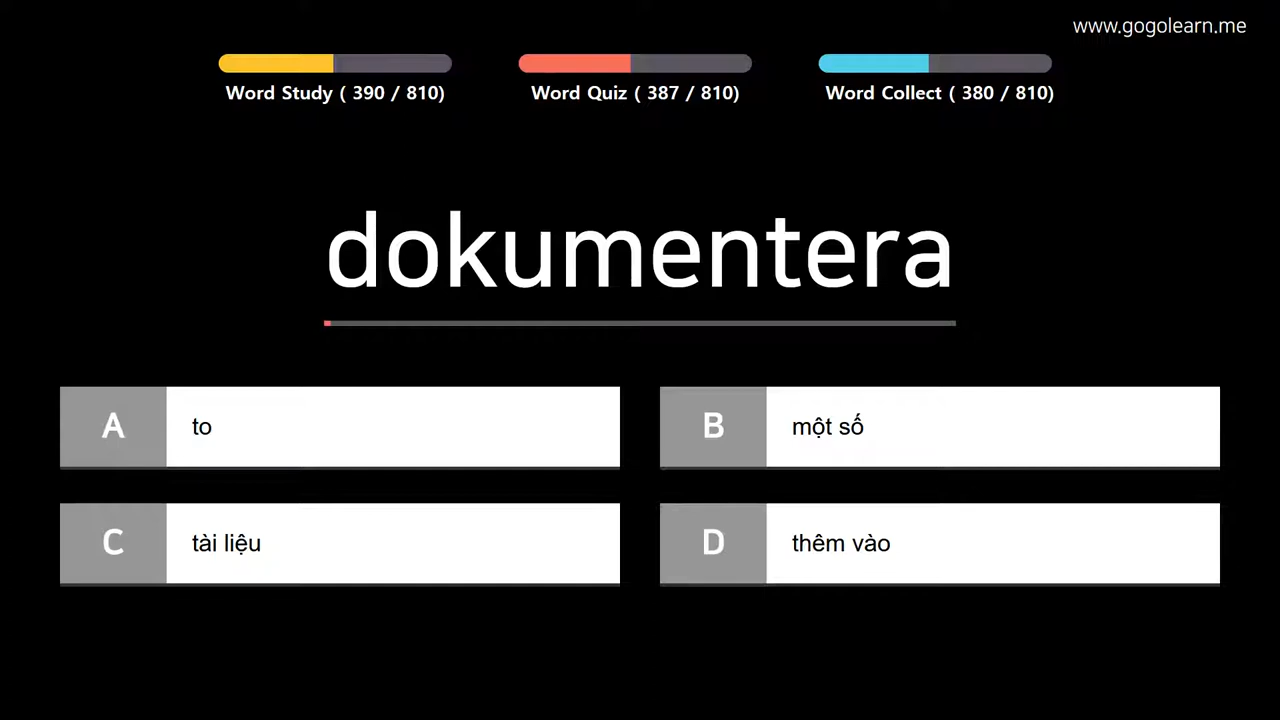 www.gogolearn.me
Word Study ( 390 / 810)
Word Quiz ( 387 / 810)
Word Collect ( 380 / 810)
dokumentera
A to
B một số
C tài liệu
D thêm vào